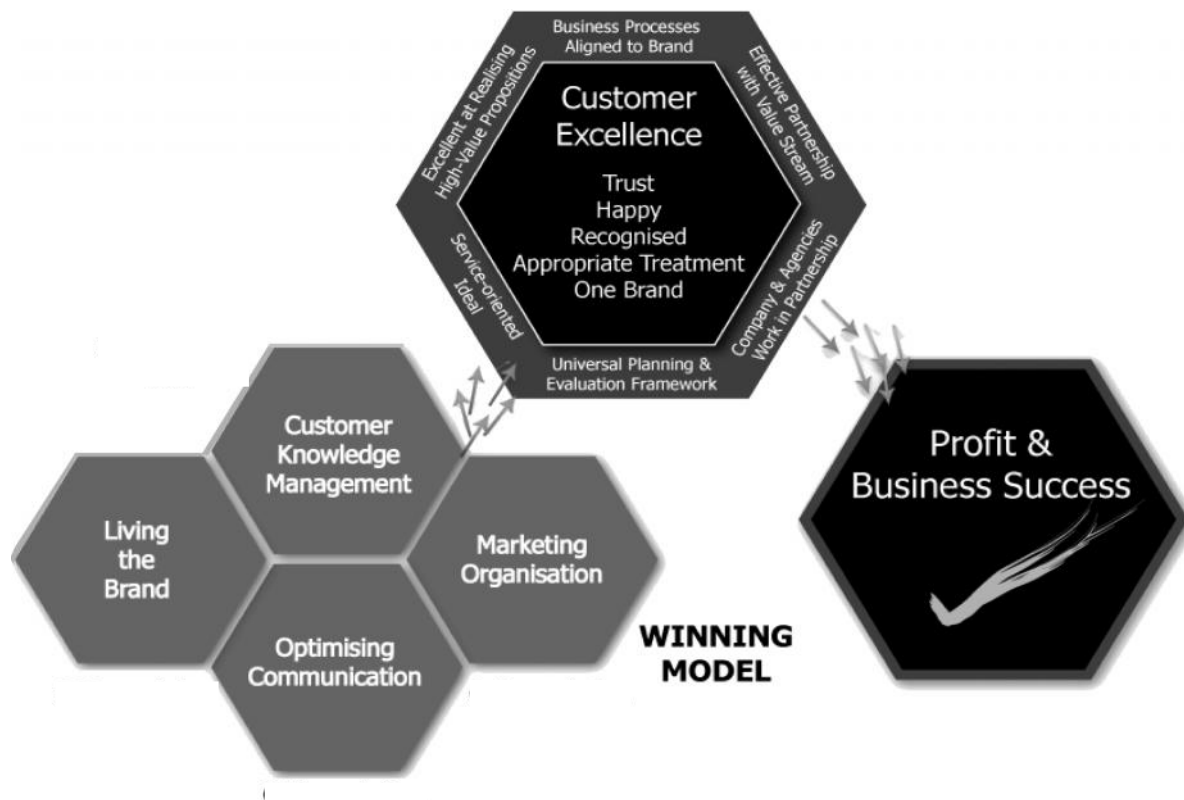 Business Processes
Aligned to Brand
Excellent at Realising
High-Value Propositions
Effective Partnership
with Value Stream
Customer
Excellence
Trust
Happy
Recognised
Appropriate Treatment
One Brand
Service-oriented
Ideal
Company & Agencies
Work in Partnership
Universal Planning &
Evaluation Framework
Customer
Knowledge
Management
Living
the
Brand
Marketing
Organisation
Optimising
Communication
WINNING
MODEL
Profit &
Business Success